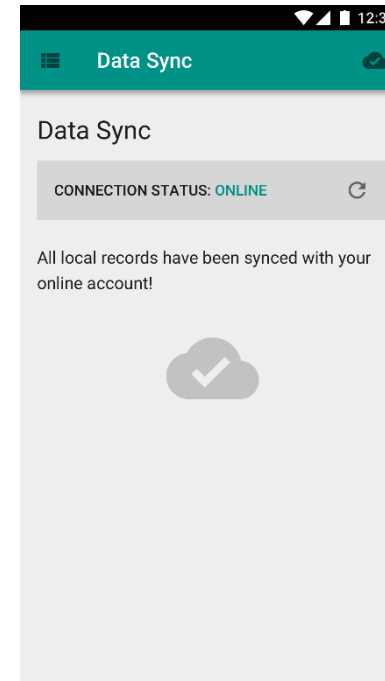 Data Sync
Data Sync
CONNECTION STATUS: ONLINE
All local records have been synced with your
online account!